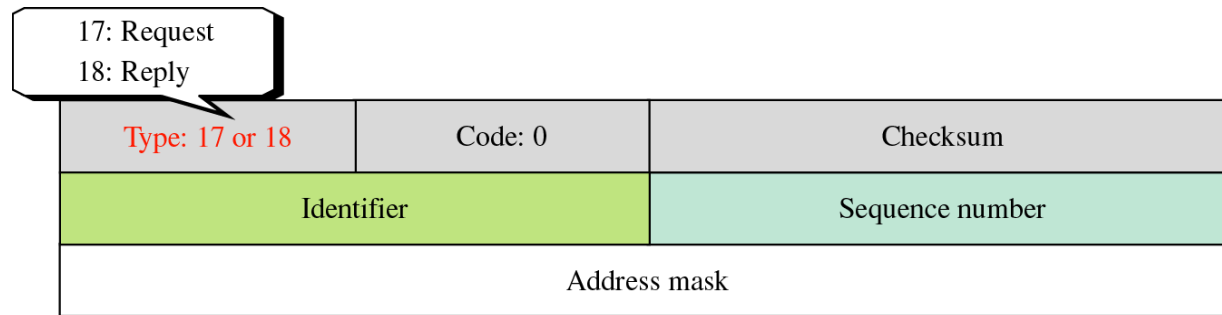 17: Request
18: Reply
Type: 17 or 18
Code: 0
Checksum
Identifier
Sequence number
Address mask